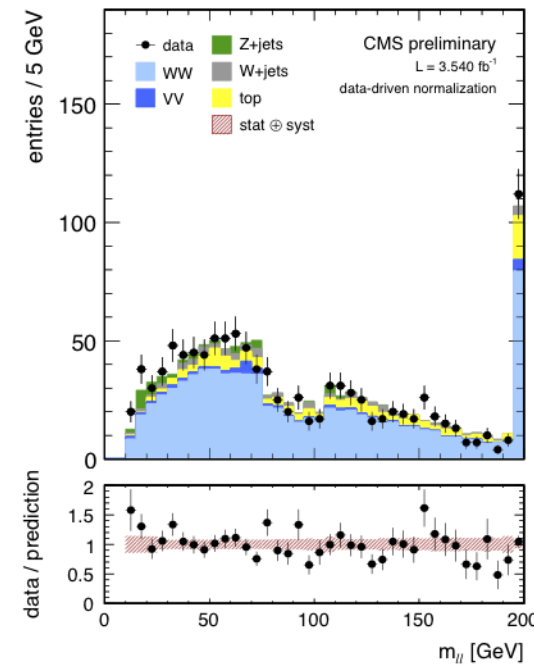 entries / 5 GeV
150
100
50
0
data
WW
VV
Z+jets
W+jets
top
stat ⊕ syst
CMS preliminary
L = 3.540 fb⁻¹
data-driven normalization
data / prediction
2
1.5
1
0.5
0
0 50 100 150 200
m_ll [GeV]